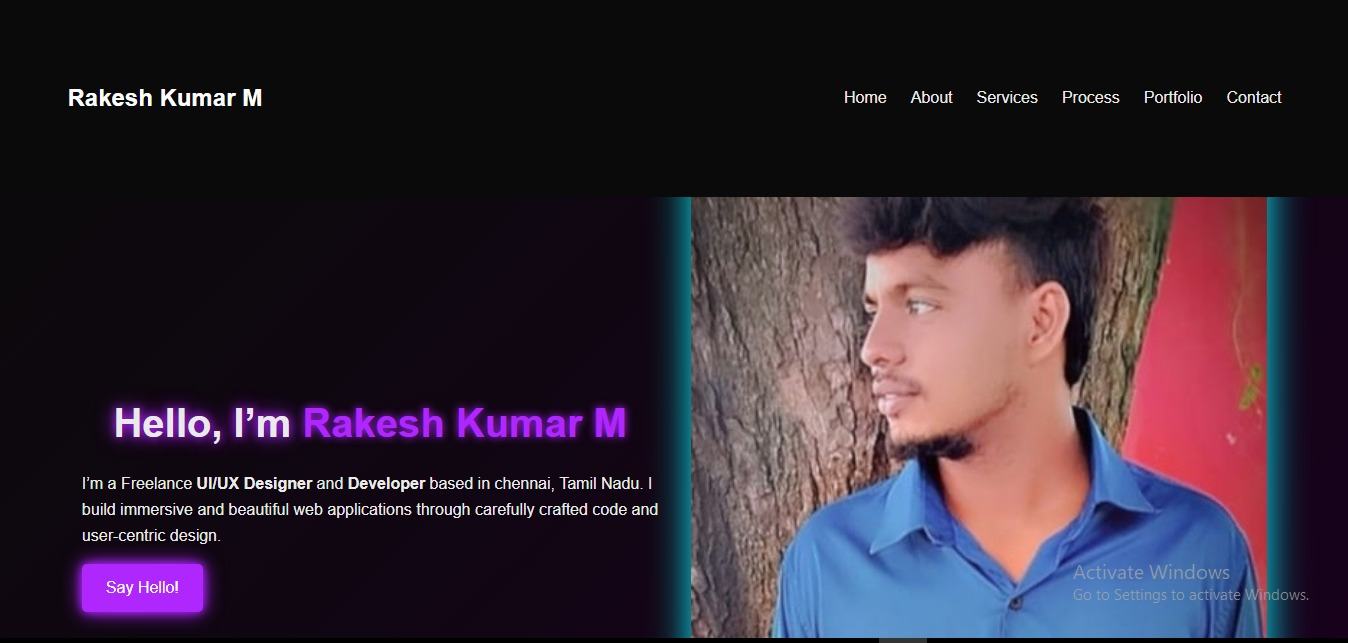 Rakesh Kumar M
Home About Services Process Portfolio Contact
Hello, I’m Rakesh Kumar M
I’m a Freelance UI/UX Designer and Developer based in chennai, Tamil Nadu. I
build immersive and beautiful web applications through carefully crafted code and
user-centric design.
Say Hello!
Activate Windows
Go to Settings to activate Windows.